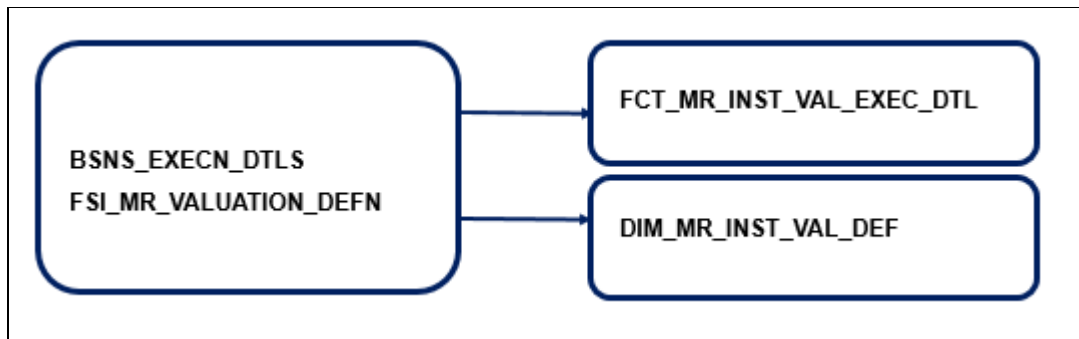 BSNS_EXECN_DTLS
FSI_MR_VALUATION_DEFN
FCT_MR_INST_VAL_EXEC_DTL
DIM_MR_INST_VAL_DEF